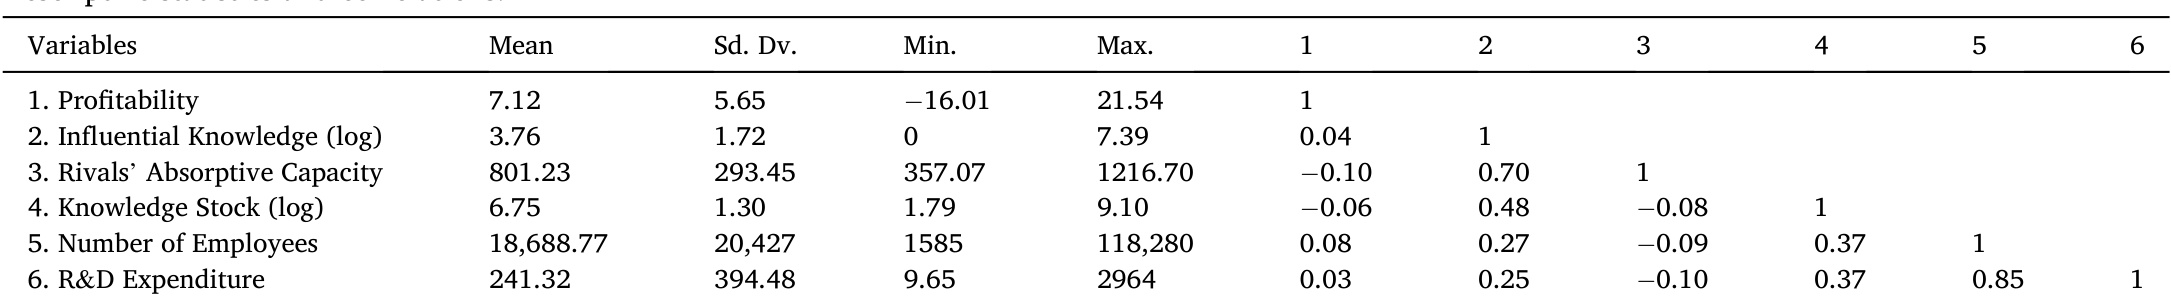 Variables Mean Sd. Dv. Min. Max. 1 2 3 4 5 6
1. Profitability 7.12 5.65 −16.01 21.54 1
2. Influential Knowledge (log) 3.76 1.72 0 7.39 0.04 1
3. Rivals’ Absorptive Capacity 801.23 293.45 357.07 1216.70 −0.10 0.70 1
4. Knowledge Stock (log) 6.75 1.30 1.79 9.10 −0.06 0.48 −0.08 1
5. Number of Employees 18,688.77 20,427 1585 118,280 0.08 0.27 −0.09 0.37 1
6. R&D Expenditure 241.32 394.48 9.65 2964 0.03 0.25 −0.10 0.37 0.85 1